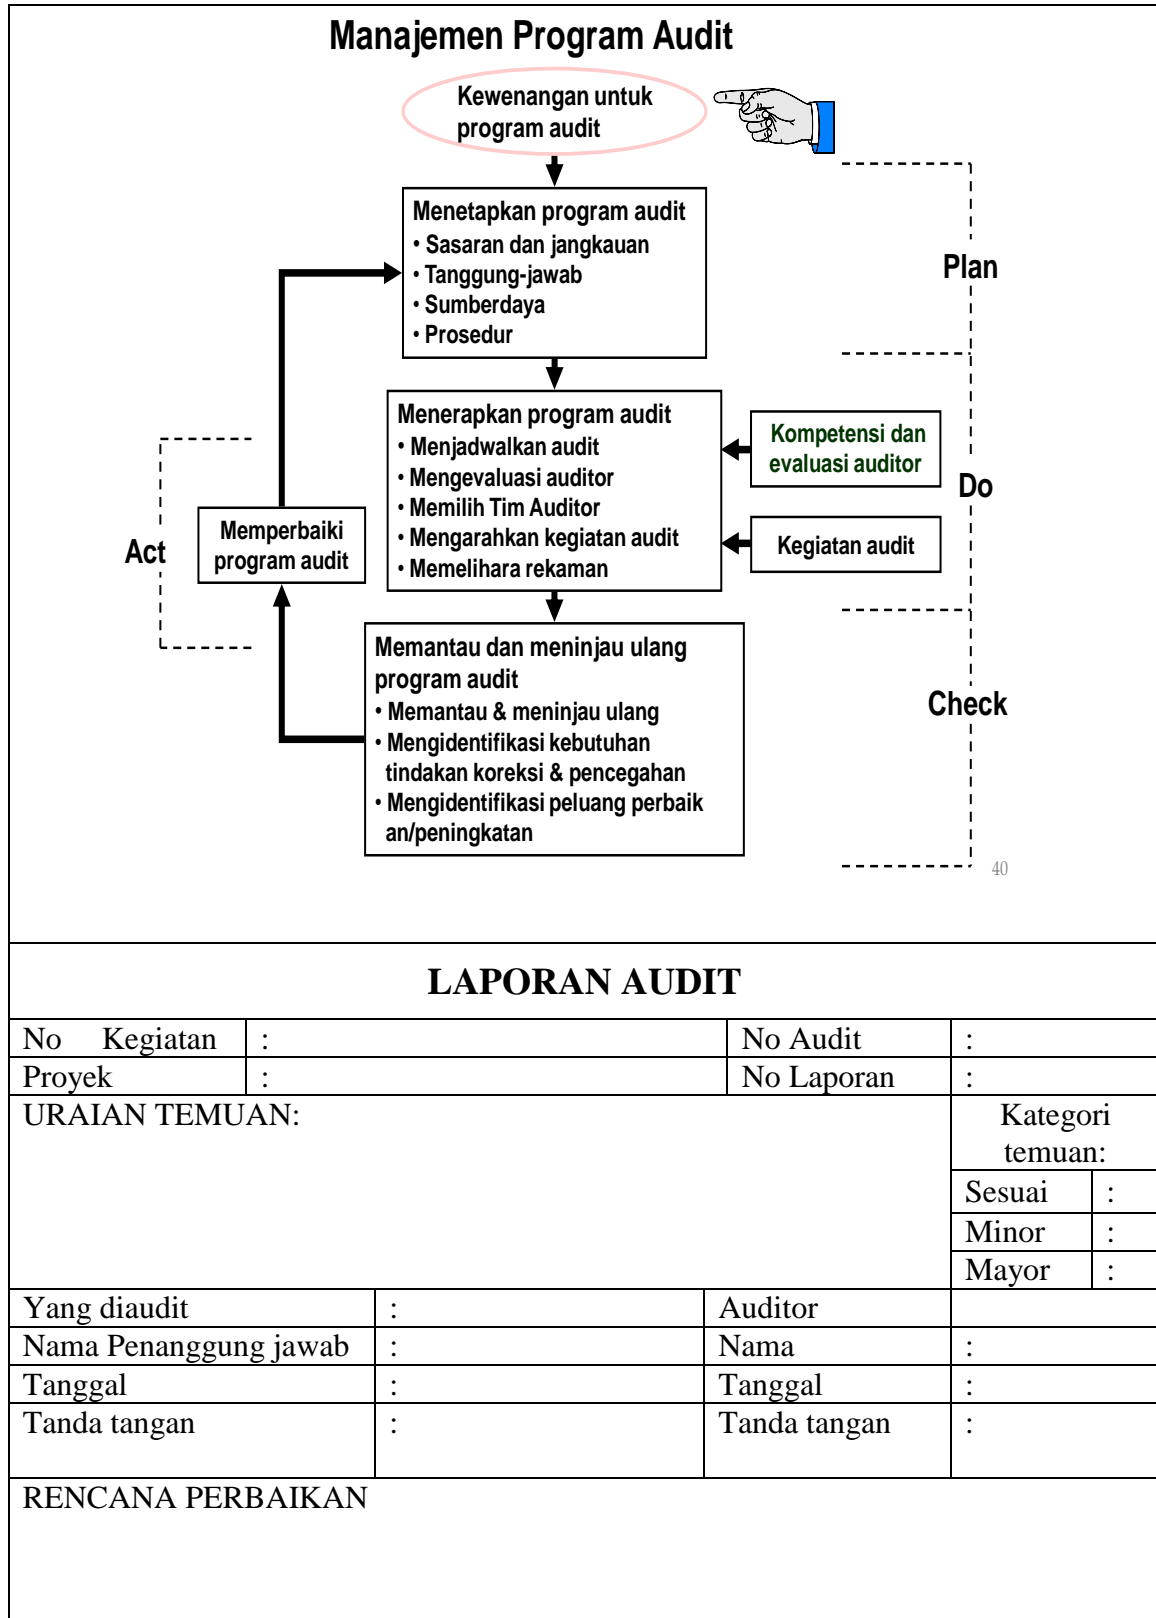 Manajemen Program Audit
Kewenangan untuk
program audit
Menetapkan program audit
• Sasaran dan jangkauan
• Tanggung-jawab
• Sumberdaya
• Prosedur
Plan
Menerapkan program audit
• Menjadwalkan audit
• Mengevaluasi auditor
• Memilih Tim Auditor
• Mengarahkan kegiatan audit
• Memelihara rekaman
Kompetensi dan
evaluasi auditor
Kegiatan audit
Do
Act
Memperbaiki
program audit
Memantau dan meninjau ulang
program audit
• Memantau & meninjau ulang
• Mengidentifikasi kebutuhan
tindakan koreksi & pencegahan
• Mengidentifikasi peluang perbaik
an/peningkatan
Check
40
LAPORAN AUDIT
No Kegiatan : No Audit :
Proyek : No Laporan :
URAIAN TEMUAN: Kategori
temuan:
Sesuai :
Minor :
Mayor :
Yang diaudit : Auditor
Nama Penanggung jawab : Nama :
Tanggal : Tanggal :
Tanda tangan : Tanda tangan :
RENCANA PERBAIKAN